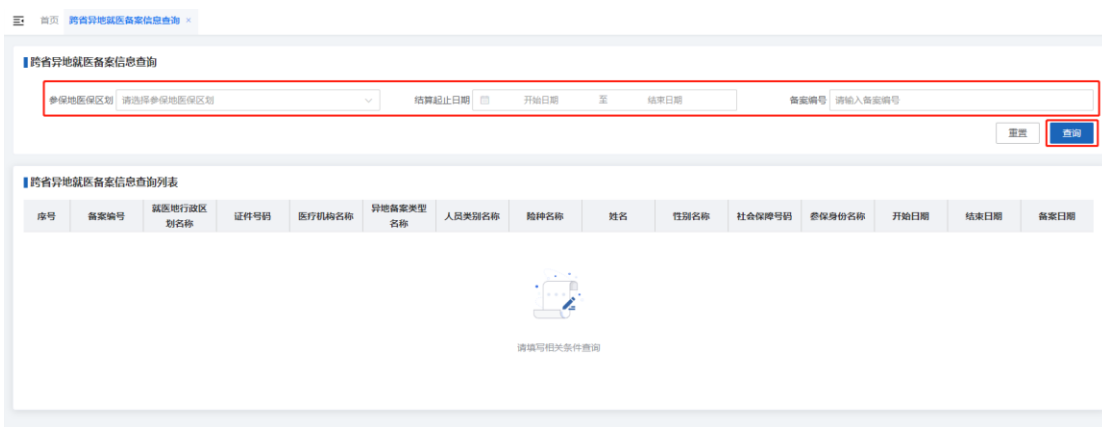 首页 跨省异地就医备案信息查询 ×
跨省异地就医备案信息查询
参保地医保区划 请选择参保地医保区划 结算起止日期 开始日期 至 结束日期 备案编号 请输入备案编号
重置 查询
跨省异地就医备案信息查询列表
序号 备案编号 就医地行政区划名称 证件号码 医疗机构名称 异地备案类型名称 人员类别名称 险种名称 姓名 性别名称 社会保障号码 参保身份名称 开始日期 结束日期 备案日期
请填写相关条件查询